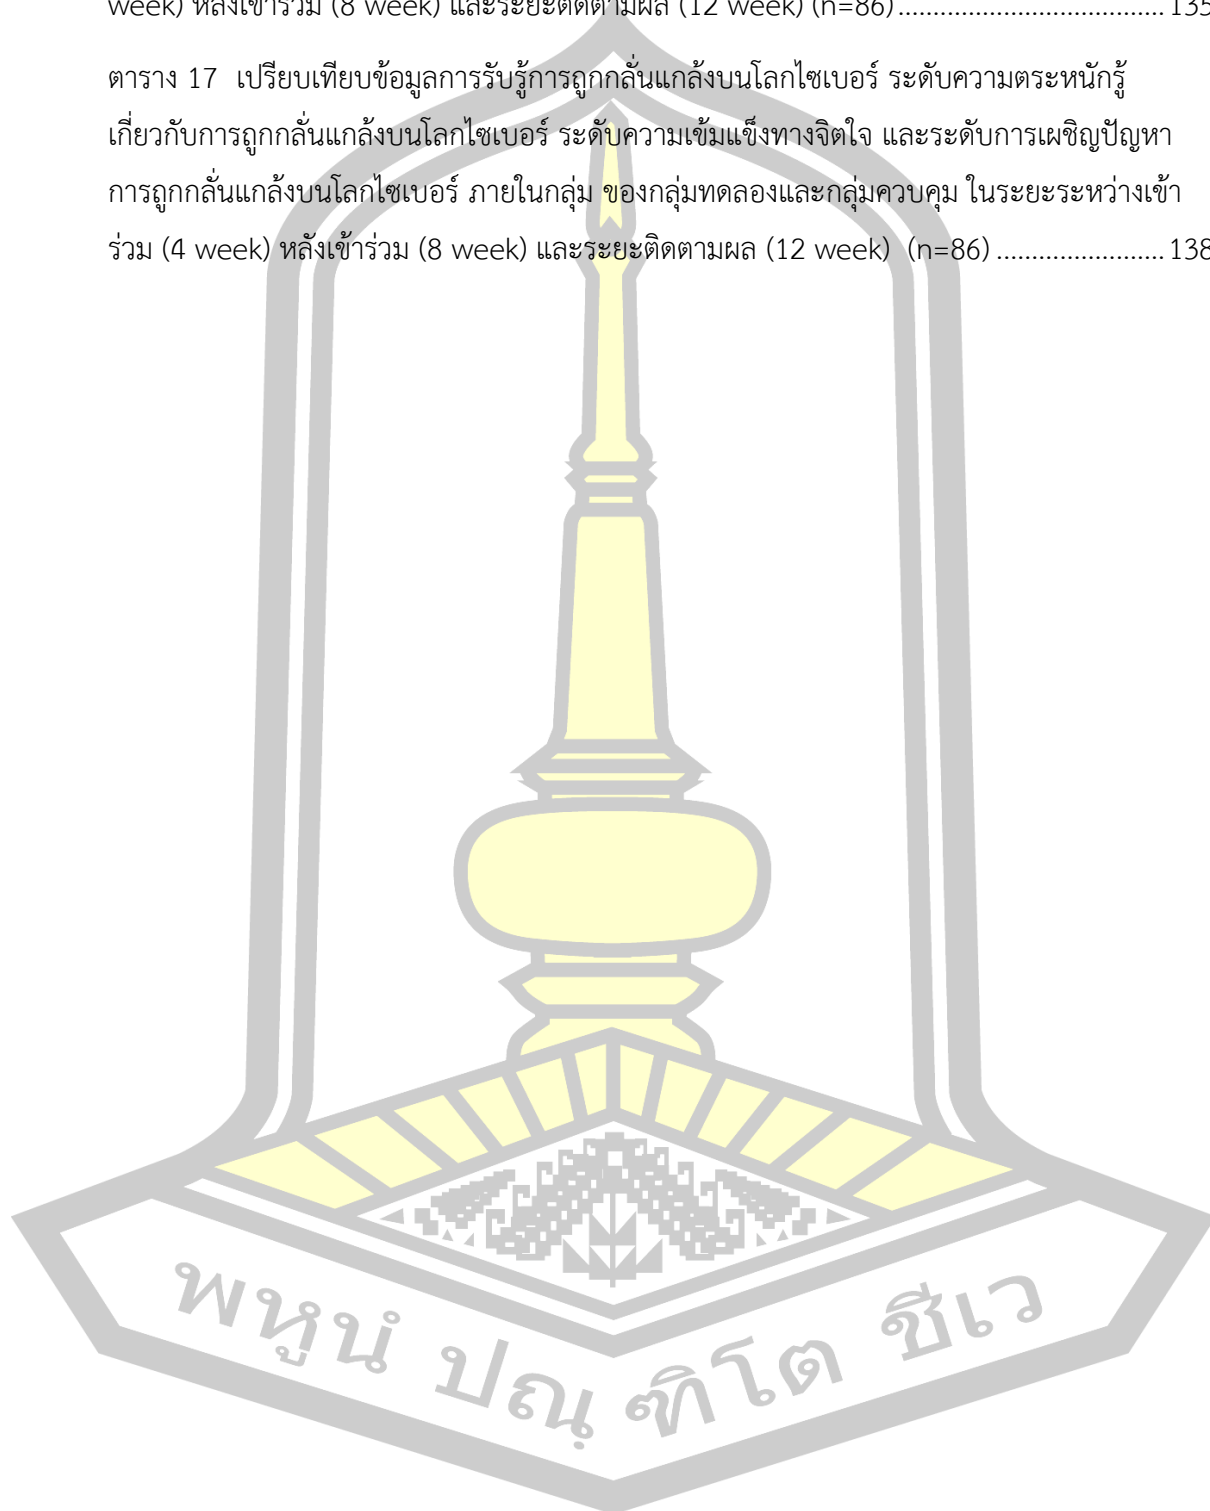 week) หลังเข้าร่วม (8 week) และระยะติดตามผล (12 week) (n=86)...................................... 135
ตาราง 17 เปรียบเทียบข้อมูลการรับรู้การถูกกลั่นแกล้งบนโลกไซเบอร์ ระดับความตระหนักรู้
เกี่ยวกับการถูกกลั่นแกล้งบนโลกไซเบอร์ ระดับความเข้มแข็งทางจิตใจ และระดับการเผชิญปัญหา
การถูกกลั่นแกล้งบนโลกไซเบอร์ ภายในกลุ่ม ของกลุ่มทดลองและกลุ่มควบคุม ในระยะระหว่างเข้า
ร่วม (4 week) หลังเข้าร่วม (8 week) และระยะติดตามผล (12 week) (n=86) ........................ 138
พหูนํ ปณฺฑิโต ชีเว